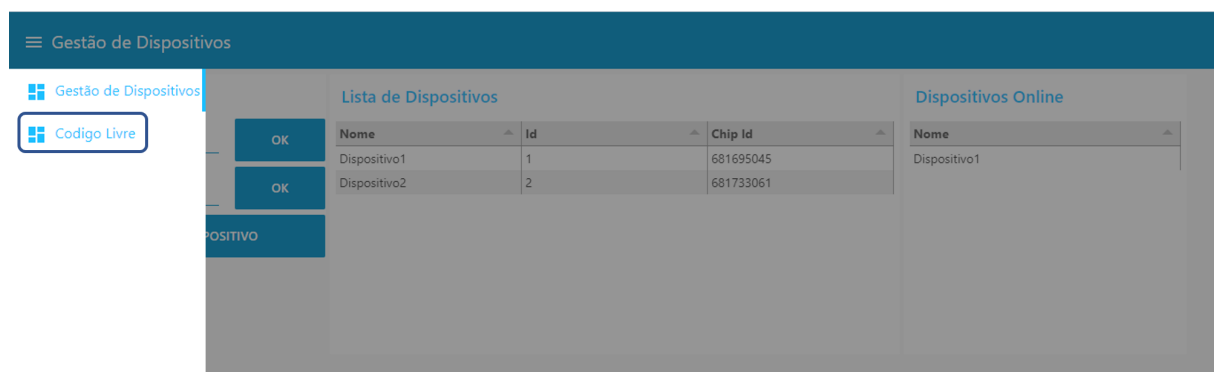 Gestão de Dispositivos
Gestão de Dispositivos
Codigo Livre
OK
OK
POSITIVO
Lista de Dispositivos
Nome Id Chip Id
Dispositivo1 1 681695045
Dispositivo2 2 681733061
Dispositivos Online
Nome
Dispositivo1